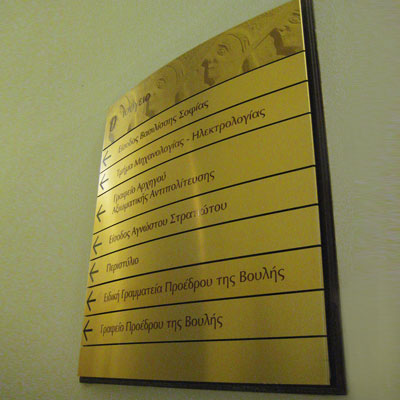 Ισόγειο
Είσοδος Βασιλίσσης Σοφίας
Τμήμα Μηχανολογίας - Ηλεκτρολογίας
Γραφείο Αρχηγού
Αξιωματικής Αντιπολίτευσης
Είσοδος Αγνώστου Στρατιώτου
Περιστύλιο
Ειδική Γραμματεία Προέδρου της Βουλής
Γραφείο Προέδρου της Βουλής